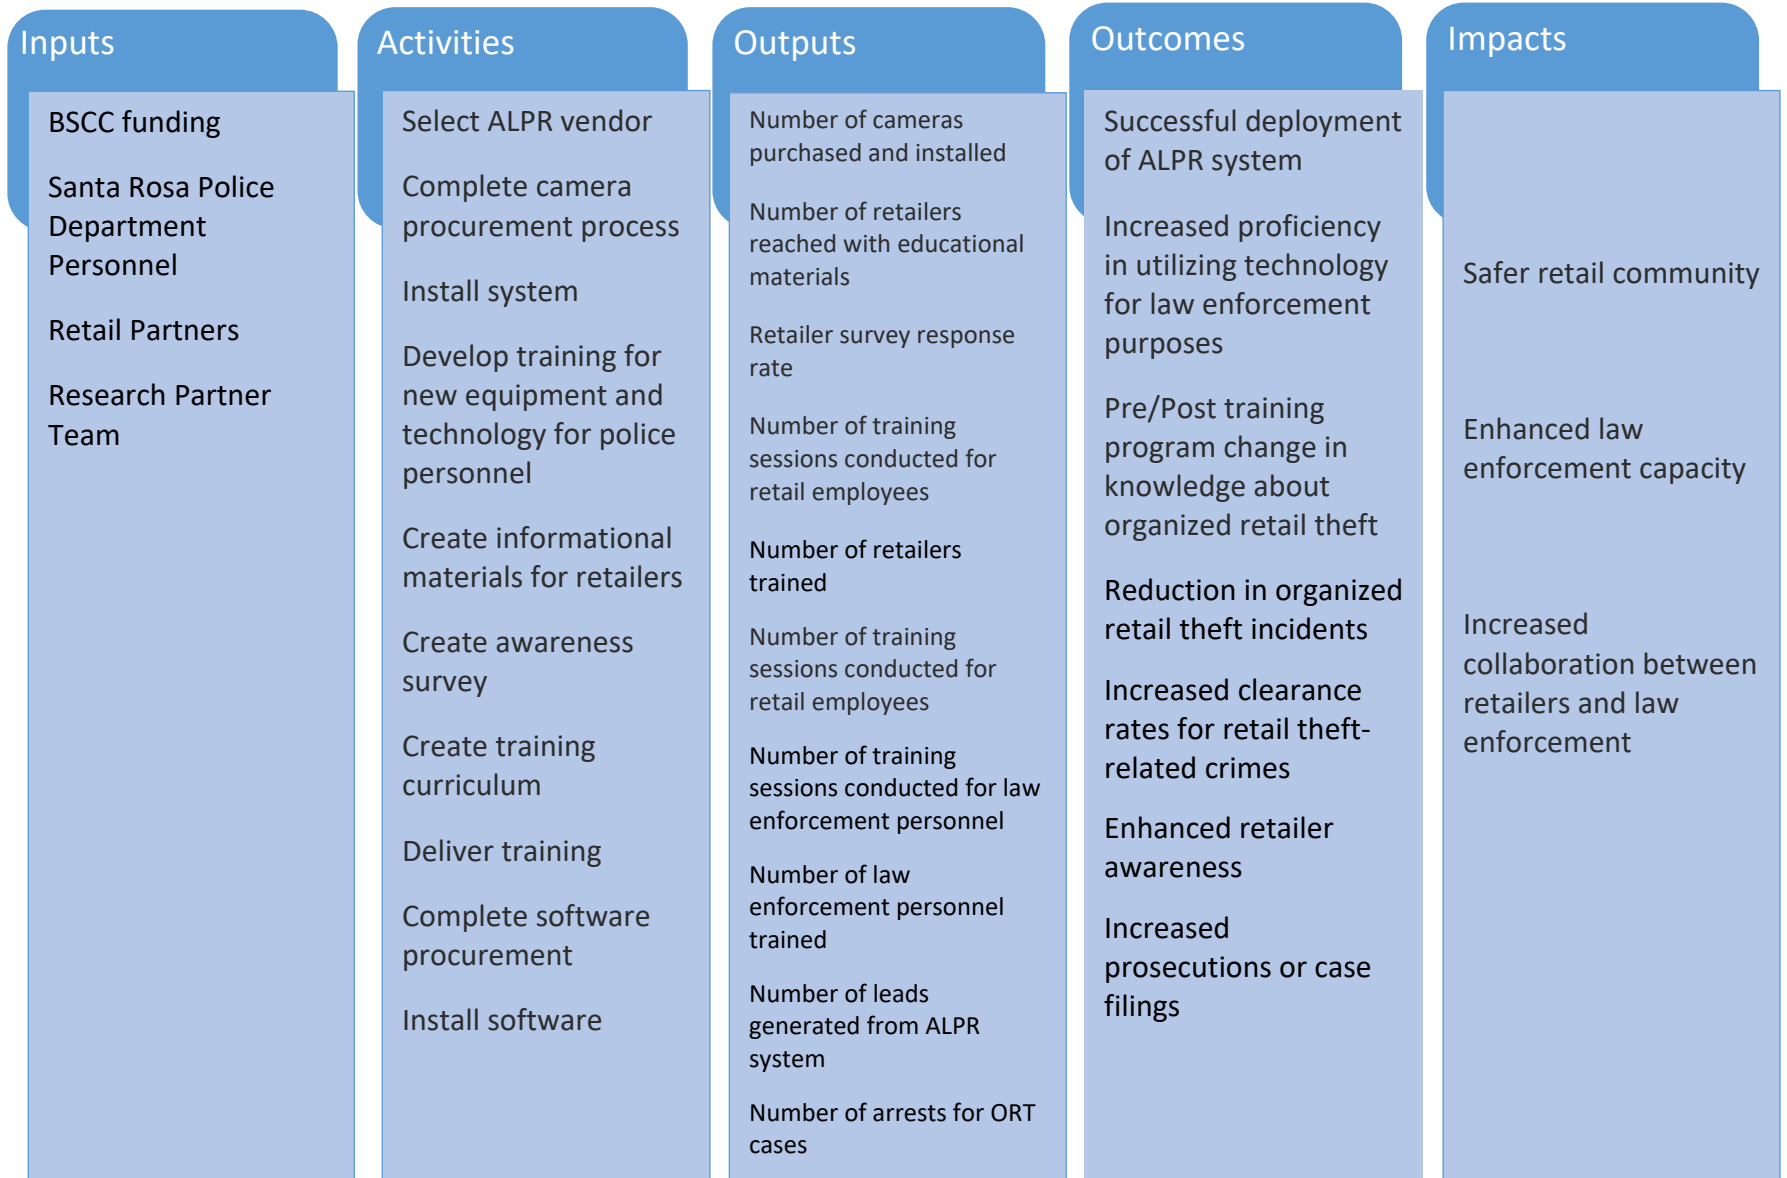 Inputs
BSCC funding
Santa Rosa Police
Department
Personnel
Retail Partners
Research Partner
Team
Activities
Select ALPR vendor
Complete camera
procurement process
Install system
Develop training for
new equipment and
technology for police
personnel
Create informational
materials for retailers
Create awareness
survey
Create training
curriculum
Deliver training
Complete software
procurement
Install software
Outputs
Number of cameras
purchased and installed
Number of retailers
reached with educational
materials
Retailer survey response
rate
Number of training
sessions conducted for
retail employees
Number of retailers
trained
Number of training
sessions conducted for
retail employees
Number of training
sessions conducted for law
enforcement personnel
Number of law
enforcement personnel
trained
Number of leads
generated from ALPR
system
Number of arrests for ORT
cases
Outcomes
Successful deployment
of ALPR system
Increased proficiency
in utilizing technology
for law enforcement
purposes
Pre/Post training
program change in
knowledge about
organized retail theft
Reduction in organized
retail theft incidents
Increased clearance
rates for retail theft-
related crimes
Enhanced retailer
awareness
Increased
prosecutions or case
filings
Impacts
Safer retail community
Enhanced law
enforcement capacity
Increased
collaboration between
retailers and law
enforcement